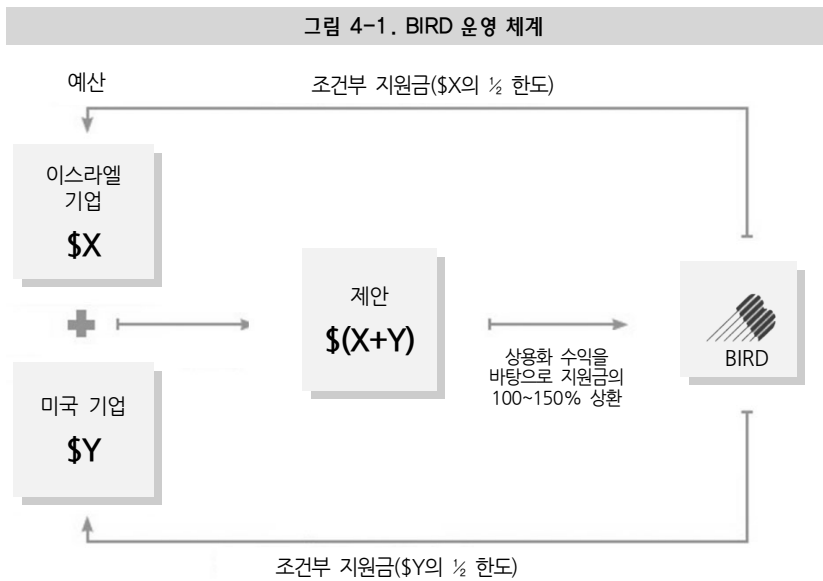 그림 4-1. BIRD 운영 체계
예산
조건부 지원금($X의 ½ 한도)
이스라엘
기업
$X
제안
$(X+Y)
상용화 수익을
바탕으로 지원금의
100~150% 상환
BIRD
미국 기업
$Y
조건부 지원금($Y의 ½ 한도)